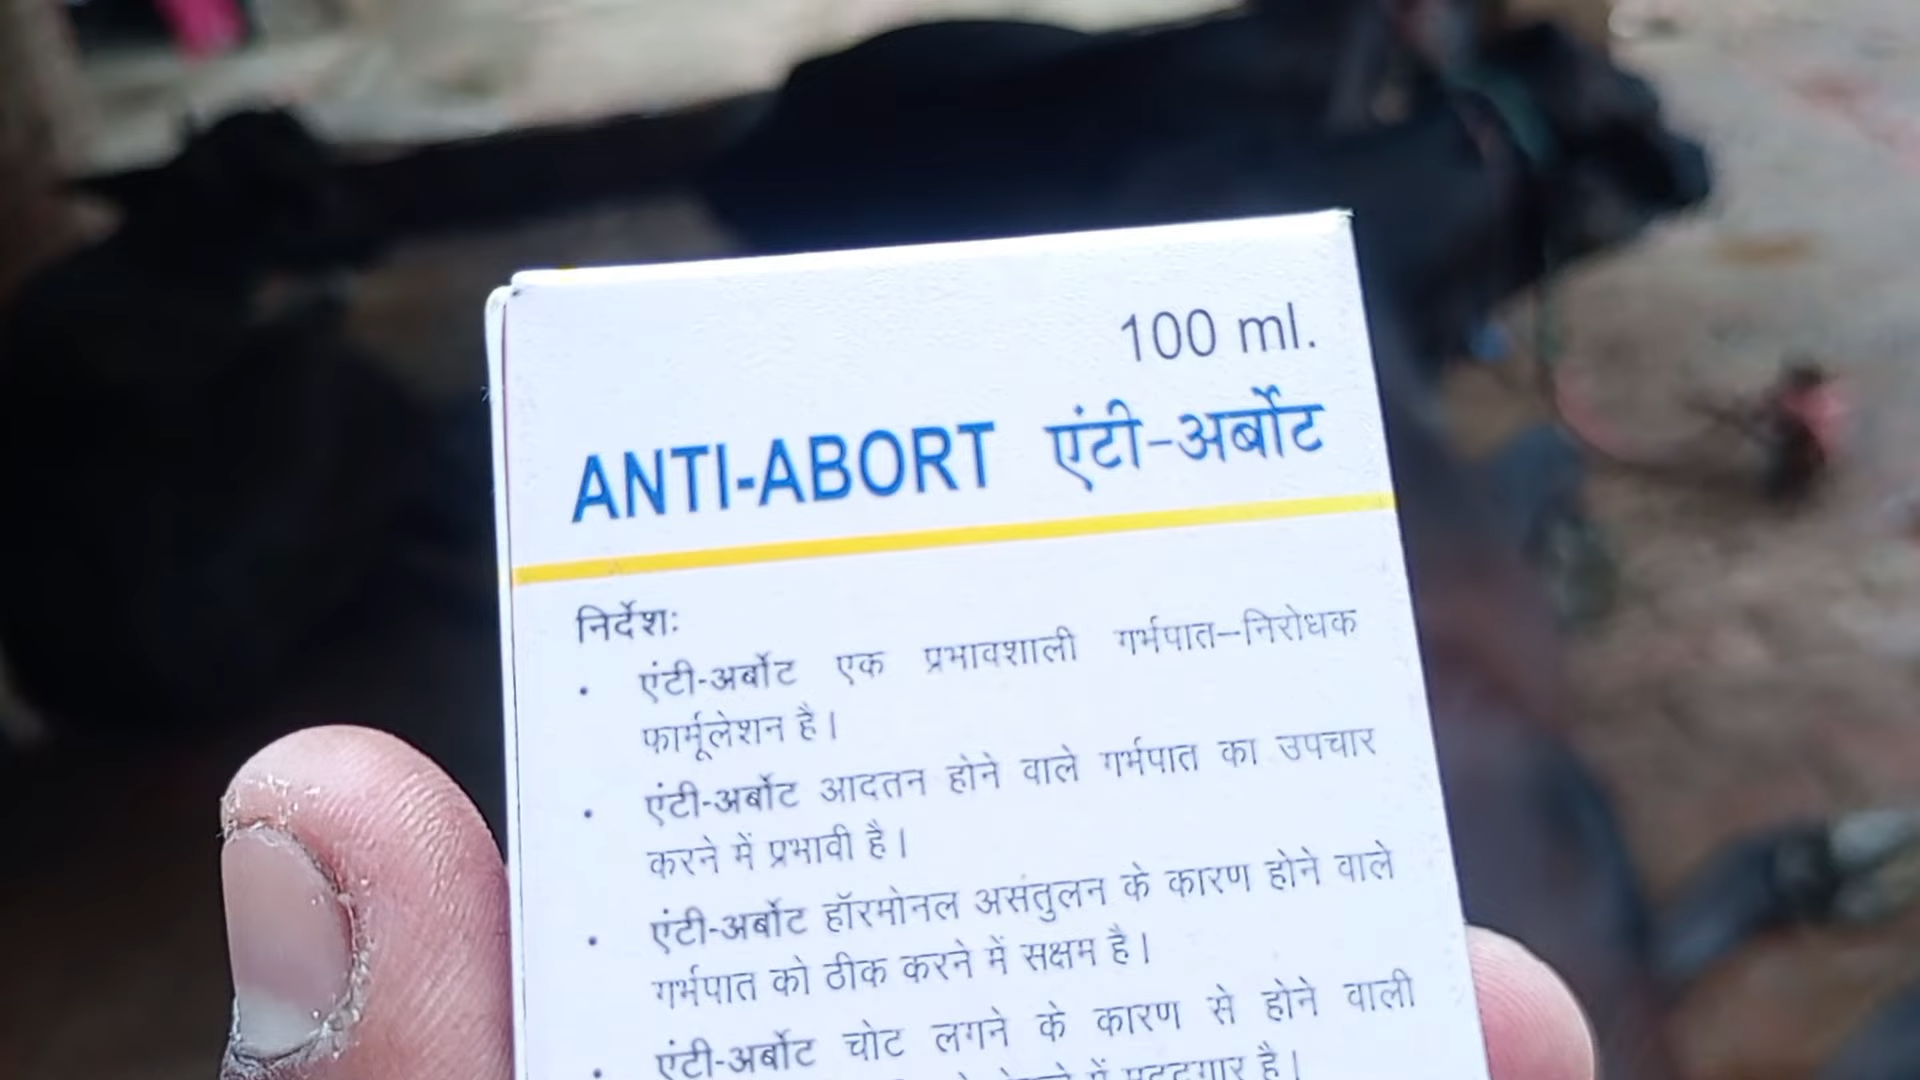 100 ml.
ANTI-ABORT एंटी-अर्बोट
निर्देशः
• एंटी-अर्बोट एक प्रभावशाली गर्भपात–निरोधक
फार्मूलेशन है।
• एंटी-अर्बोट आदतन होने वाले गर्भपात का उपचार
करने में प्रभावी है।
• एंटी-अर्बोट हॉरमोनल असंतुलन के कारण होने वाले
गर्भपात को ठीक करने में सक्षम है।
• एंटी-अर्बोट चोट लगने के कारण से होने वाली
में मददगार है।